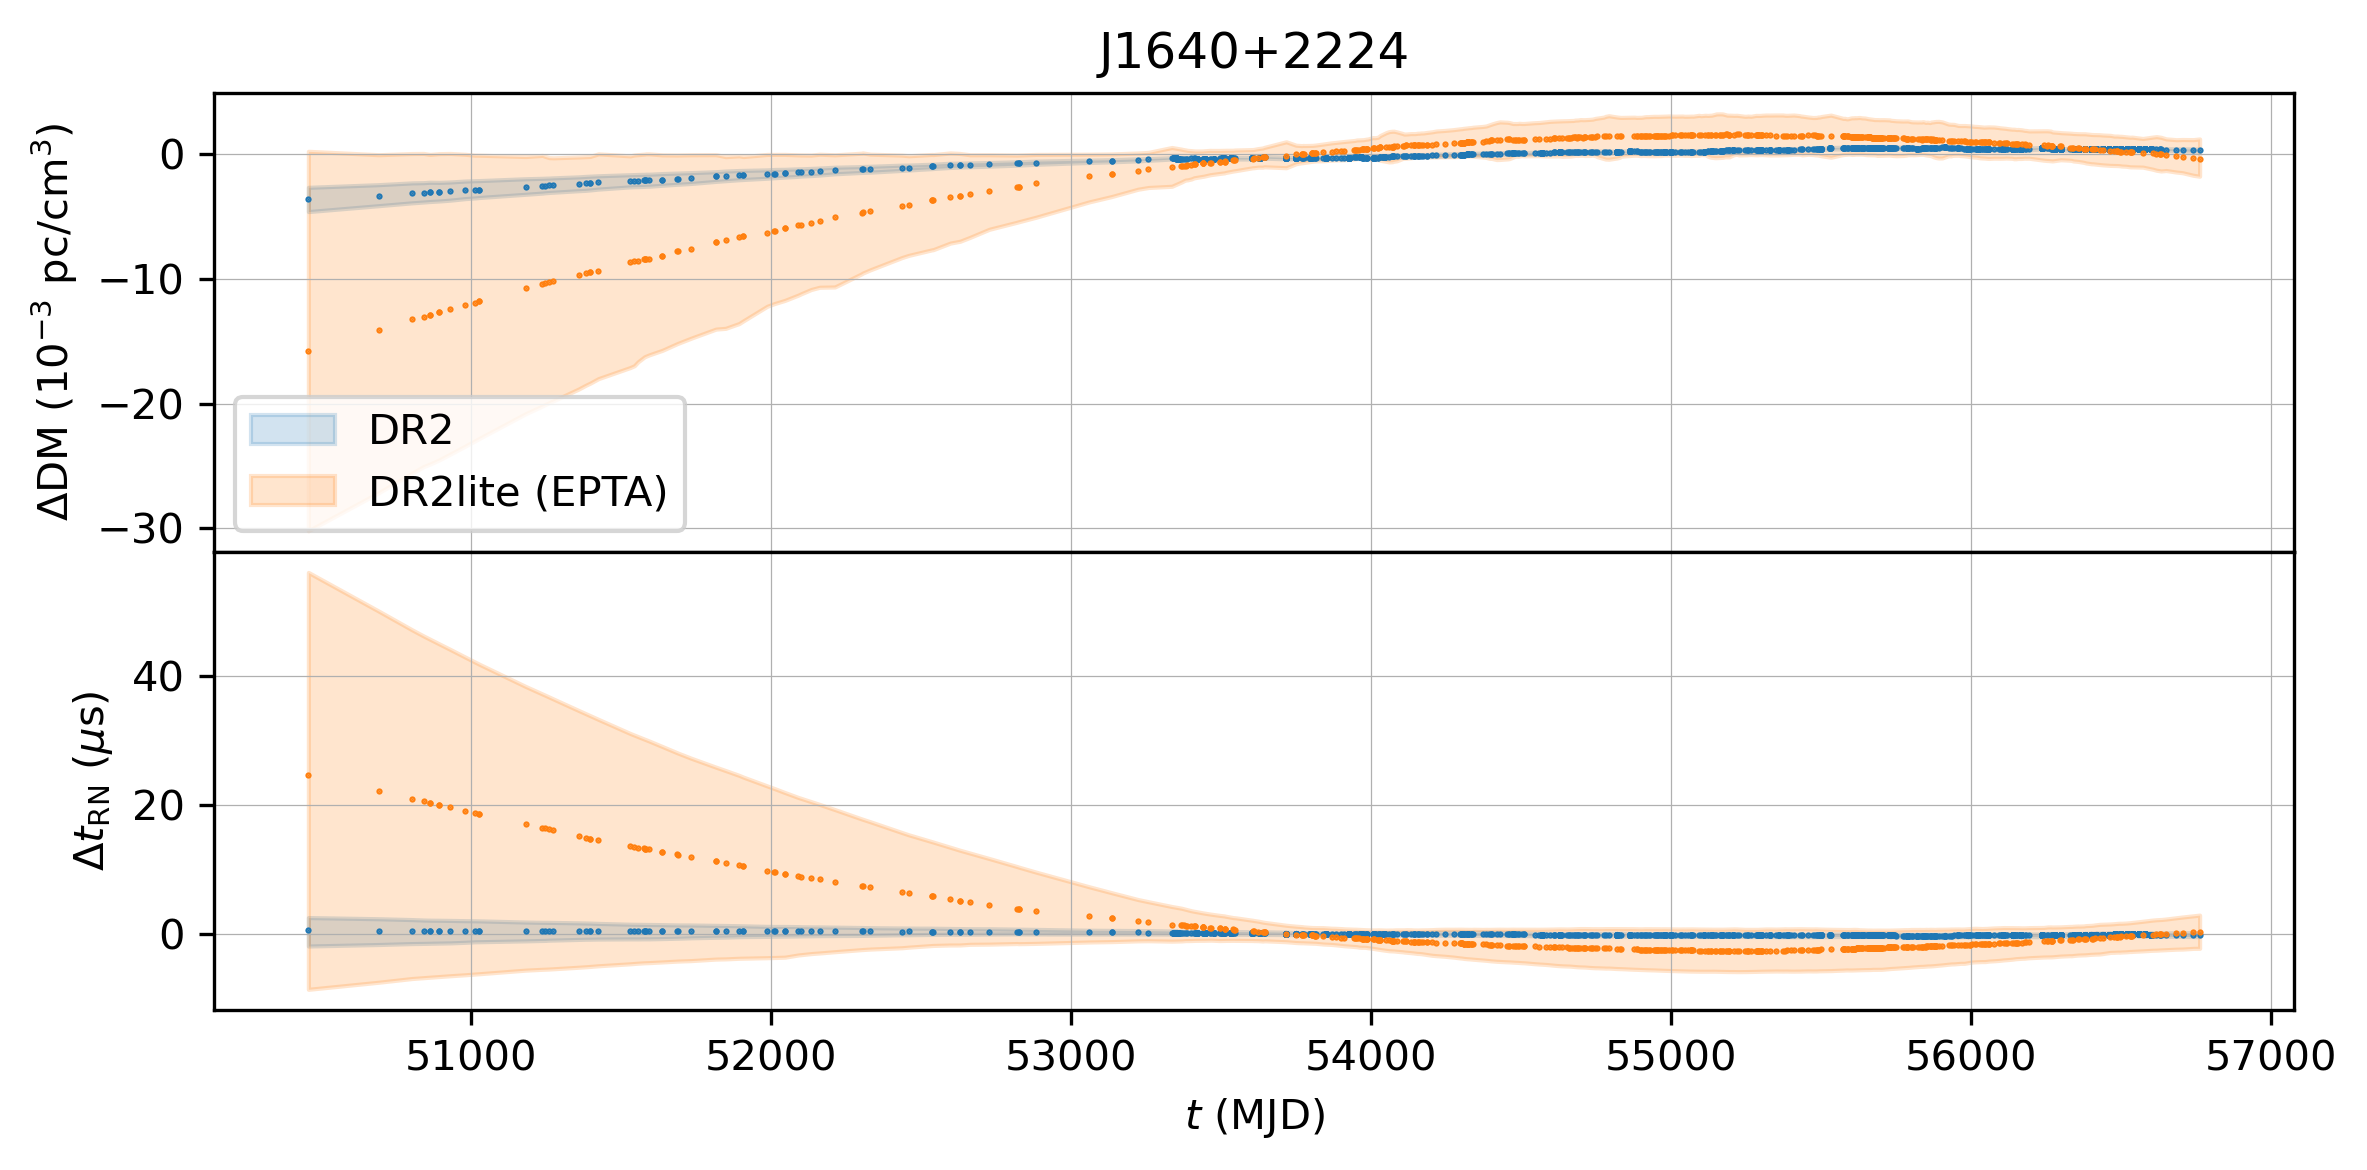 J1640+2224
ΔDM (10⁻³ pc/cm³)
0
−10
−20
−30
DR2
DR2lite (EPTA)
Δt_RN (μs)
40
20
0
51000 52000 53000 54000 55000 56000 57000
t (MJD)